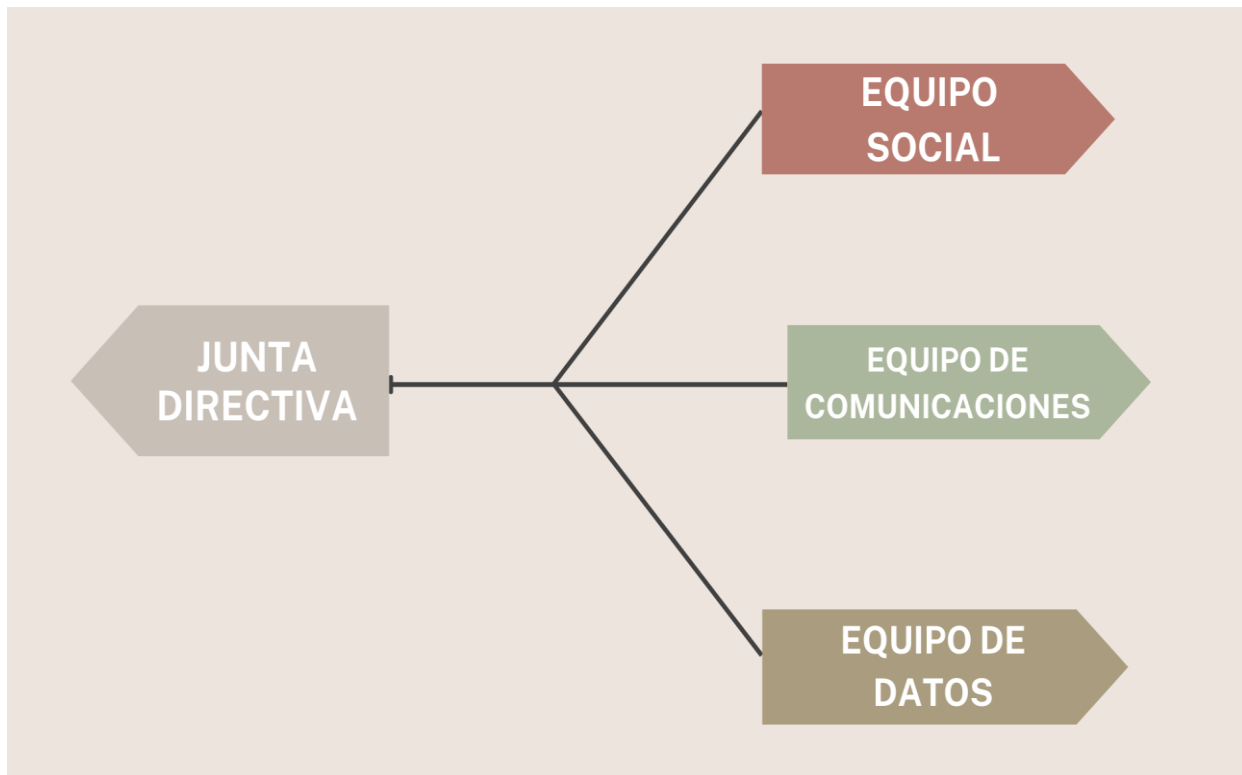 EQUIPO
SOCIAL
JUNTA
DIRECTIVA
EQUIPO DE
COMUNICACIONES
EQUIPO DE
DATOS